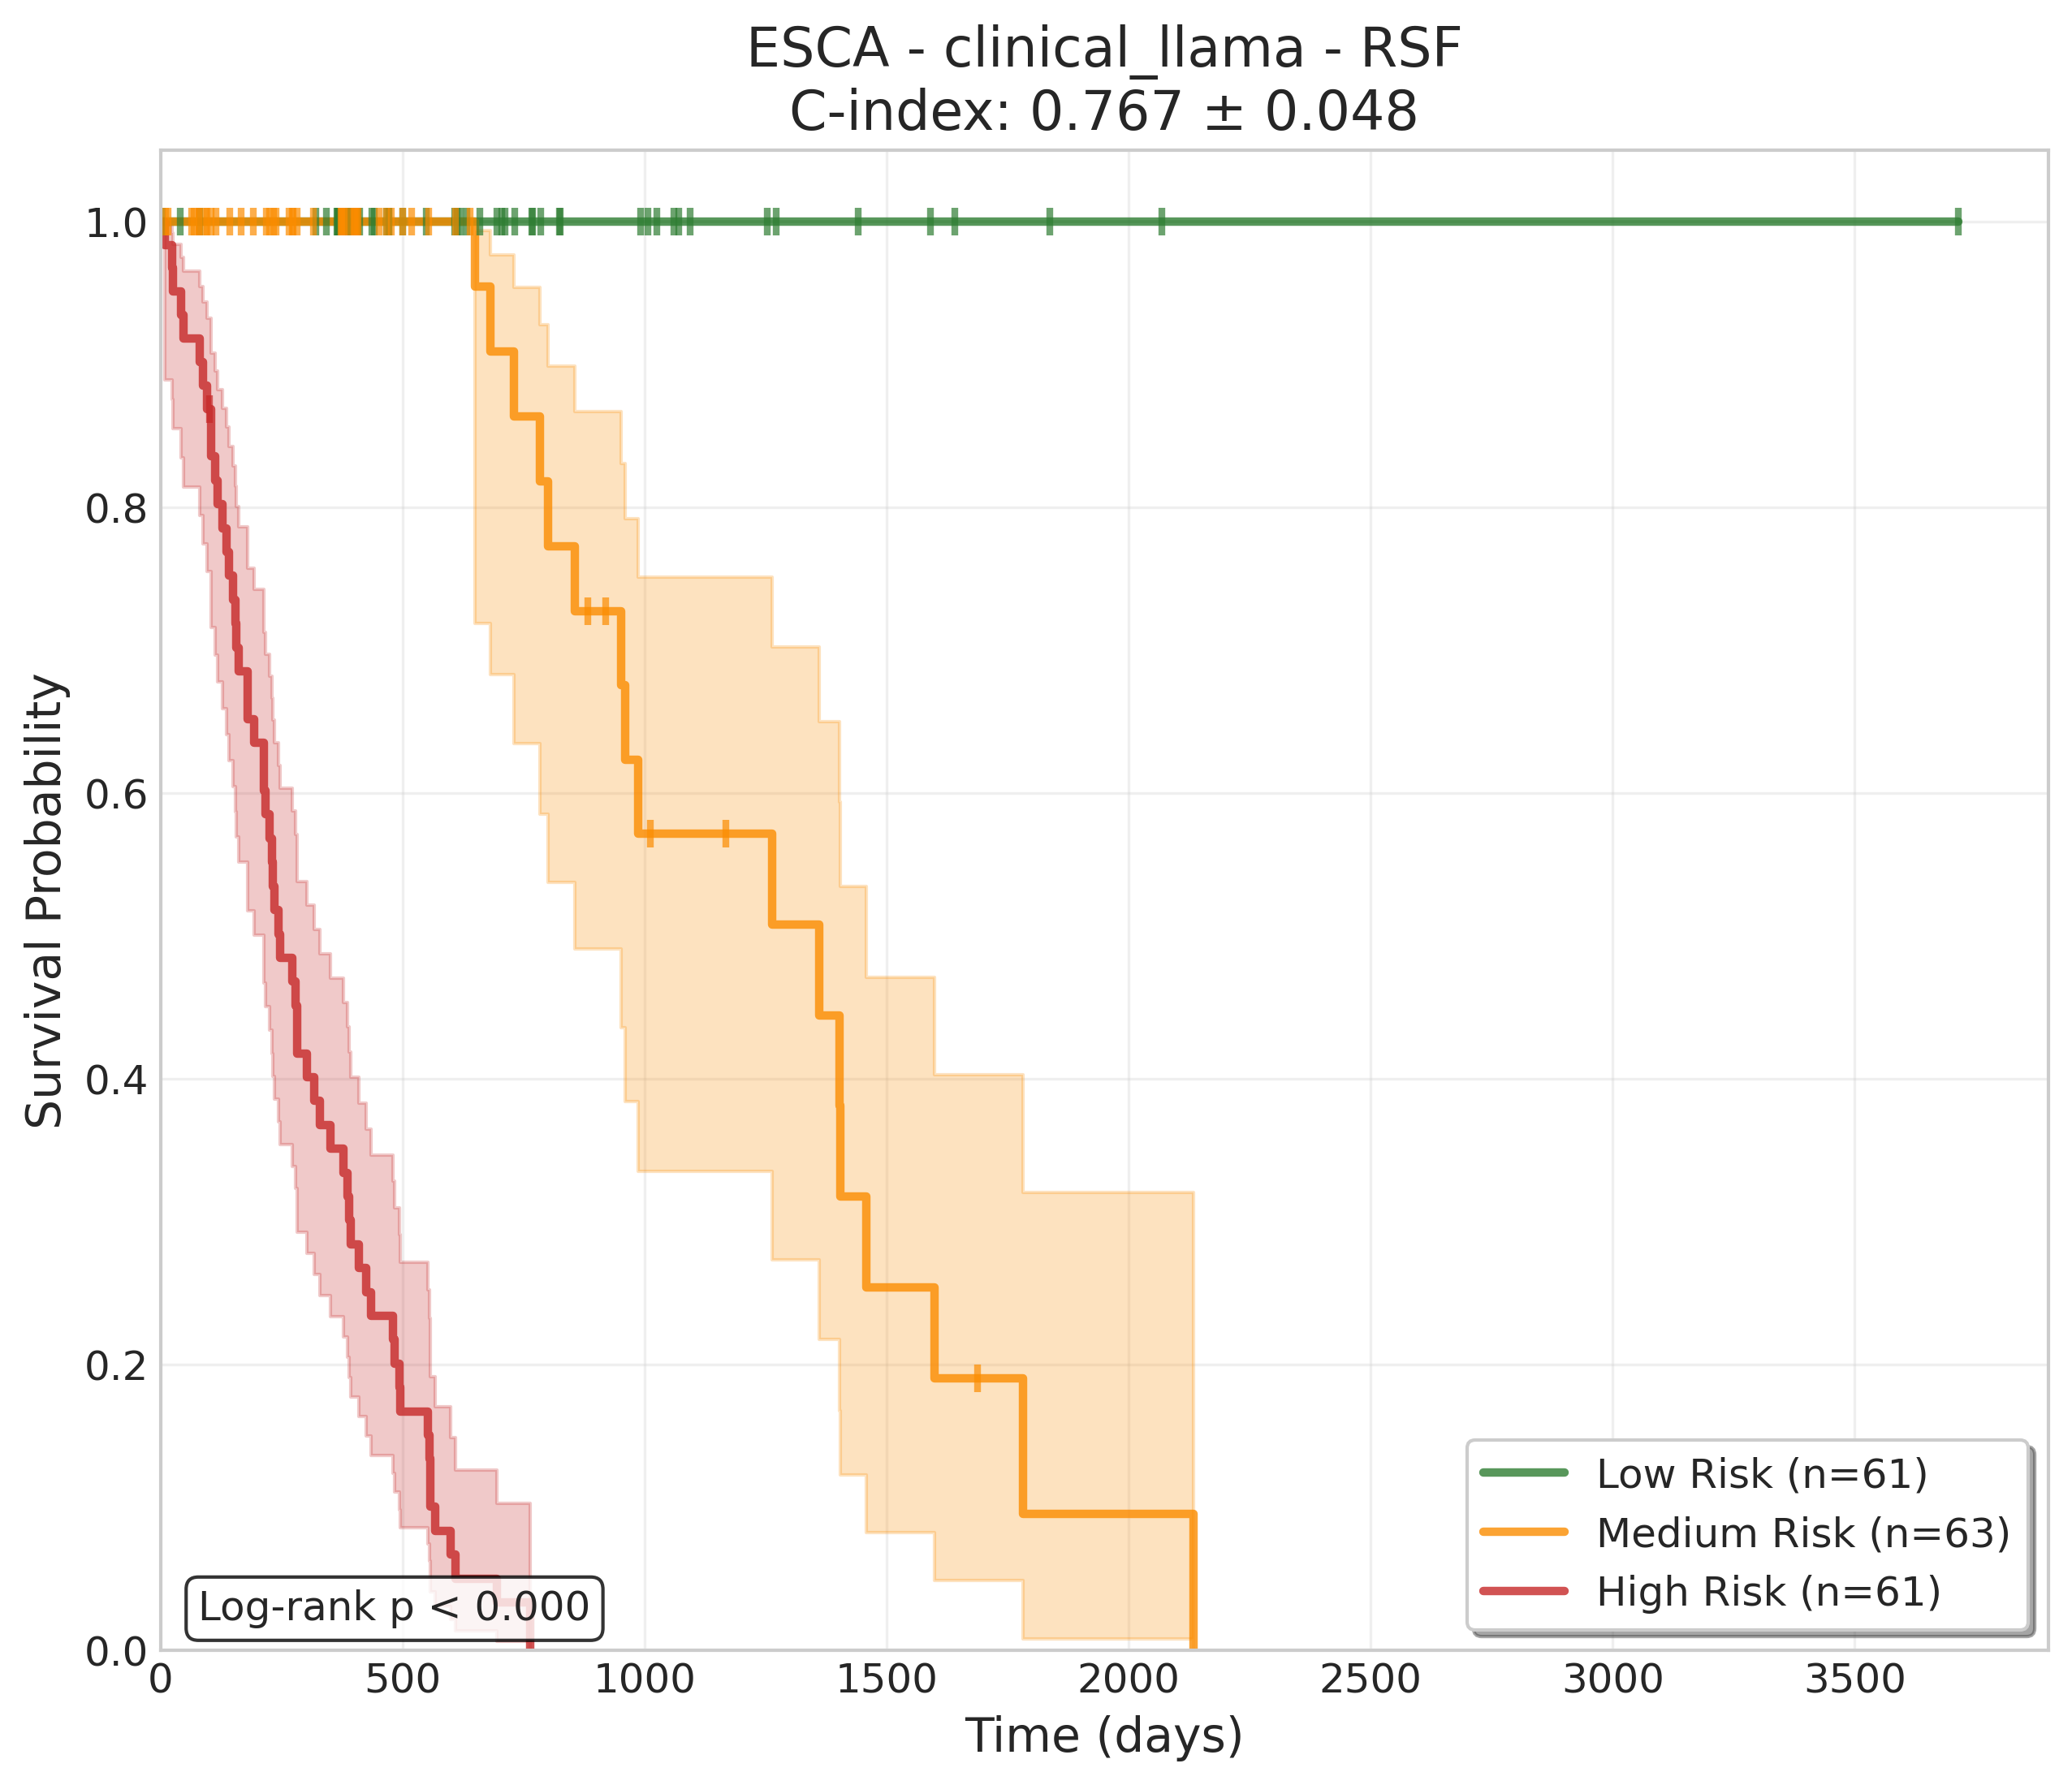 ESCA - clinical_llama - RSF
C-index: 0.767 ± 0.048
Survival Probability
1.0
0.8
0.6
0.4
0.2
0.0
0 500 1000 1500 2000 2500 3000 3500
Time (days)
Log-rank p < 0.000
Low Risk (n=61)
Medium Risk (n=63)
High Risk (n=61)